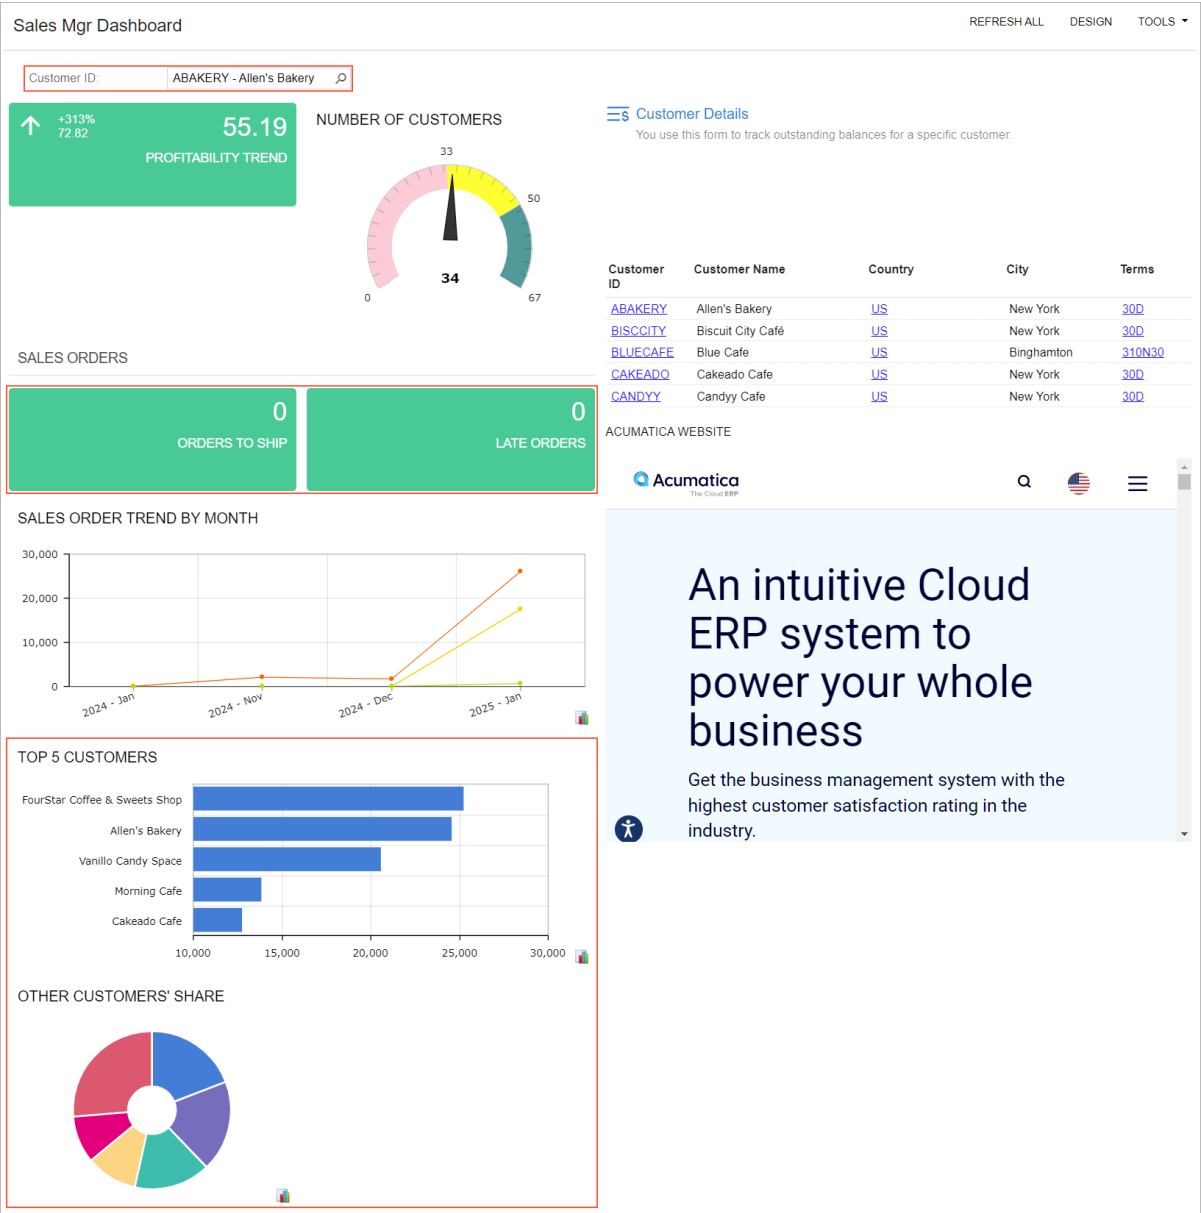 Sales Mgr Dashboard
REFRESH ALL DESIGN TOOLS
Customer ID: ABAKERY - Allen's Bakery
+313%
72.82
55.19
PROFITABILITY TREND
NUMBER OF CUSTOMERS
33
50
34
0
67
Customer Details
You use this form to track outstanding balances for a specific customer.
Customer ID Customer Name Country City Terms
ABAKERY Allen's Bakery US New York 30D
BISCCITY Biscuit City Café US New York 30D
BLUECAFE Blue Cafe US Binghamton 310N30
CAKEADO Cakeado Cafe US New York 30D
CANDYY Candyy Cafe US New York 30D
SALES ORDERS
0
ORDERS TO SHIP
0
LATE ORDERS
ACUMATICA WEBSITE
Acumatica
The Cloud ERP
An intuitive Cloud
ERP system to
power your whole
business
Get the business management system with the
highest customer satisfaction rating in the
industry.
SALES ORDER TREND BY MONTH
30,000
20,000
10,000
0
2024 - Jan
2024 - Nov
2024 - Dec
2025 - Jan
TOP 5 CUSTOMERS
FourStar Coffee & Sweets Shop
Allen's Bakery
Vanillo Candy Space
Morning Cafe
Cakeado Cafe
10,000 15,000 20,000 25,000 30,000
OTHER CUSTOMERS' SHARE